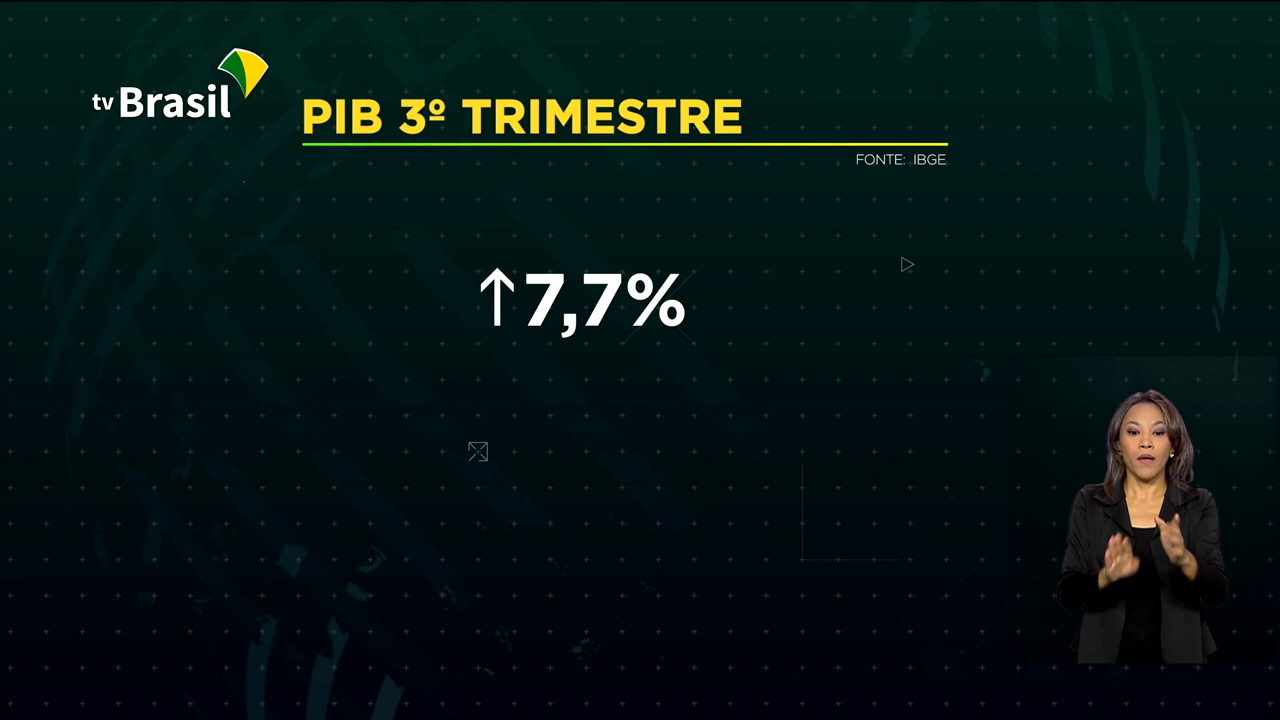 tv Brasil
PIB 3º TRIMESTRE
FONTE: IBGE
↑7,7%